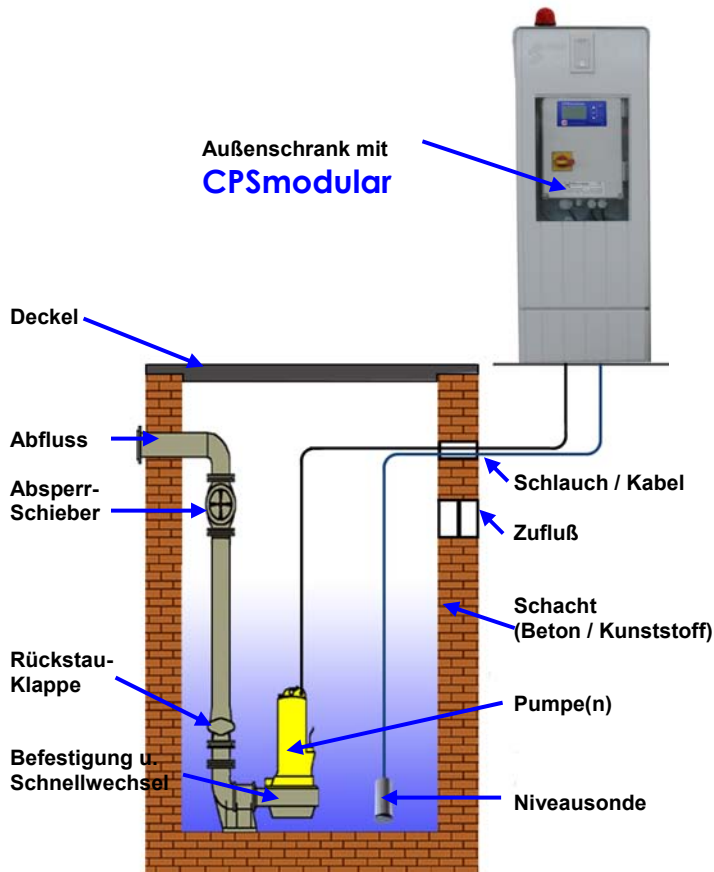 Außenschrank mit
CPSmodular
Deckel
Abfluss
Absperr-
Schieber
Schlauch / Kabel
Zufluß
Schacht
(Beton / Kunststoff)
Rückstau-
Klappe
Pumpe(n)
Befestigung u.
Schnellwechsel
Niveausonde